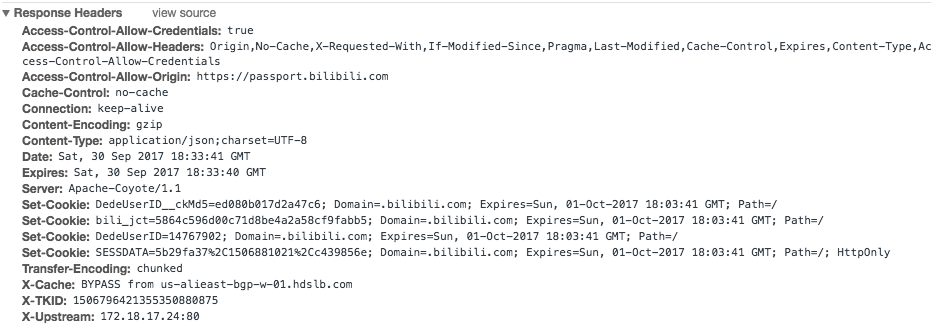 ▼ Response Headers view source
Access-Control-Allow-Credentials: true
Access-Control-Allow-Headers: Origin,No-Cache,X-Requested-With,If-Modified-Since,Pragma,Last-Modified,Cache-Control,Expires,Content-Type,Ac
cess-Control-Allow-Credentials
Access-Control-Allow-Origin: https://passport.bilibili.com
Cache-Control: no-cache
Connection: keep-alive
Content-Encoding: gzip
Content-Type: application/json;charset=UTF-8
Date: Sat, 30 Sep 2017 18:33:41 GMT
Expires: Sat, 30 Sep 2017 18:33:40 GMT
Server: Apache-Coyote/1.1
Set-Cookie: DedeUserID__ckMd5=ed080b017d2a47c6; Domain=.bilibili.com; Expires=Sun, 01-Oct-2017 18:03:41 GMT; Path=/
Set-Cookie: bili_jct=5864c596d00c71d8be4a2a58cf9fabb5; Domain=.bilibili.com; Expires=Sun, 01-Oct-2017 18:03:41 GMT; Path=/
Set-Cookie: DedeUserID=14767902; Domain=.bilibili.com; Expires=Sun, 01-Oct-2017 18:03:41 GMT; Path=/
Set-Cookie: SESSDATA=5b29fa37%2C1506881021%2Cc439856e; Domain=.bilibili.com; Expires=Sun, 01-Oct-2017 18:03:41 GMT; Path=/; HttpOnly
Transfer-Encoding: chunked
X-Cache: BYPASS from us-alieast-bgp-w-01.hdslb.com
X-TKID: 1506796421355350880875
X-Upstream: 172.18.17.24:80